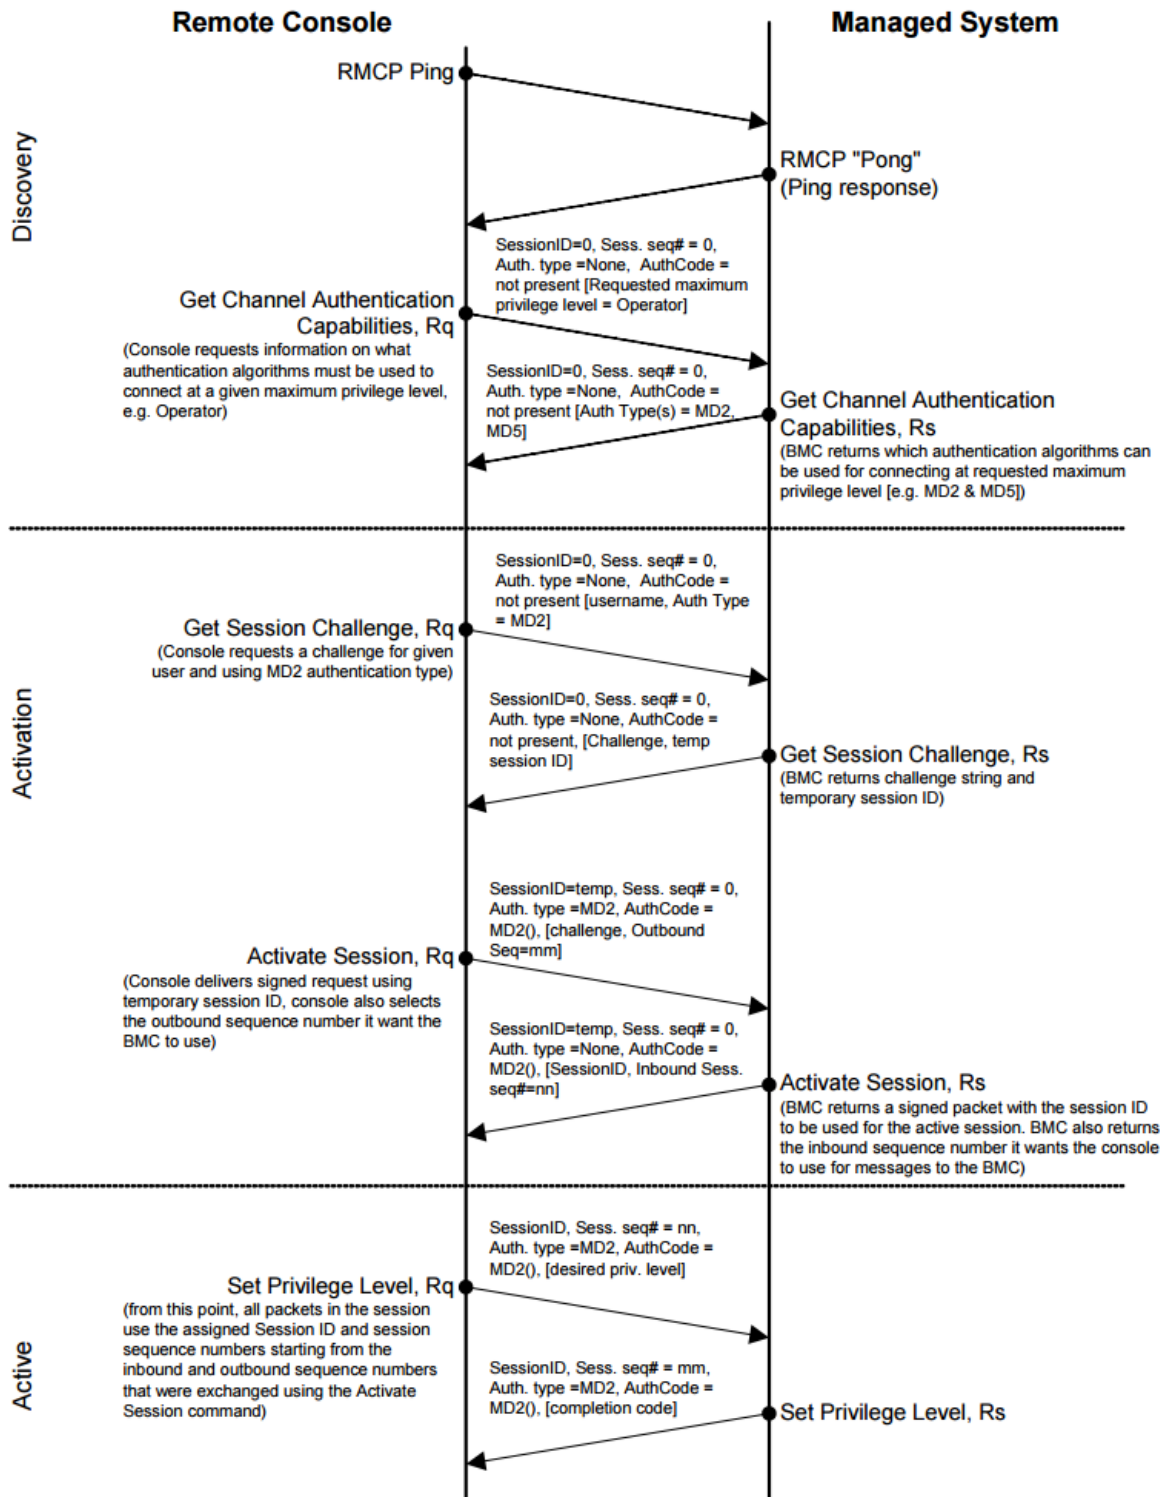 Remote Console
Managed System
Discovery
RMCP Ping
RMCP "Pong"
(Ping response)
SessionID=0, Sess. seq# = 0,
Auth. type =None, AuthCode =
not present [Requested maximum
privilege level = Operator]
Get Channel Authentication
Capabilities, Rq
(Console requests information on what
authentication algorithms must be used to
connect at a given maximum privilege level,
e.g. Operator)
SessionID=0, Sess. seq# = 0,
Auth. type =None, AuthCode =
not present [Auth Type(s) = MD2,
MD5]
Get Channel Authentication
Capabilities, Rs
(BMC returns which authentication algorithms can
be used for connecting at requested maximum
privilege level [e.g. MD2 & MD5])
Activation
SessionID=0, Sess. seq# = 0,
Auth. type =None, AuthCode =
not present [username, Auth Type
= MD2]
Get Session Challenge, Rq
(Console requests a challenge for given
user and using MD2 authentication type)
SessionID=0, Sess. seq# = 0,
Auth. type =None, AuthCode =
not present, [Challenge, temp
session ID]
Get Session Challenge, Rs
(BMC returns challenge string and
temporary session ID)
SessionID=temp, Sess. seq# = 0,
Auth. type =MD2, AuthCode =
MD2(), [challenge, Outbound
Seq=mm]
Activate Session, Rq
(Console delivers signed request using
temporary session ID, console also selects
the outbound sequence number it want the
BMC to use)
SessionID=temp, Sess. seq# = 0,
Auth. type =None, AuthCode =
MD2(), [SessionID, Inbound Sess.
seq#=nn]
Activate Session, Rs
(BMC returns a signed packet with the session ID
to be used for the active session. BMC also returns
the inbound sequence number it wants the console
to use for messages to the BMC)
Active
SessionID, Sess. seq# = nn,
Auth. type =MD2, AuthCode =
MD2(), [desired priv. level]
Set Privilege Level, Rq
(from this point, all packets in the session
use the assigned Session ID and session
sequence numbers starting from the
inbound and outbound sequence numbers
that were exchanged using the Activate
Session command)
SessionID, Sess. seq# = mm,
Auth. type =MD2, AuthCode =
MD2(), [completion code]
Set Privilege Level, Rs